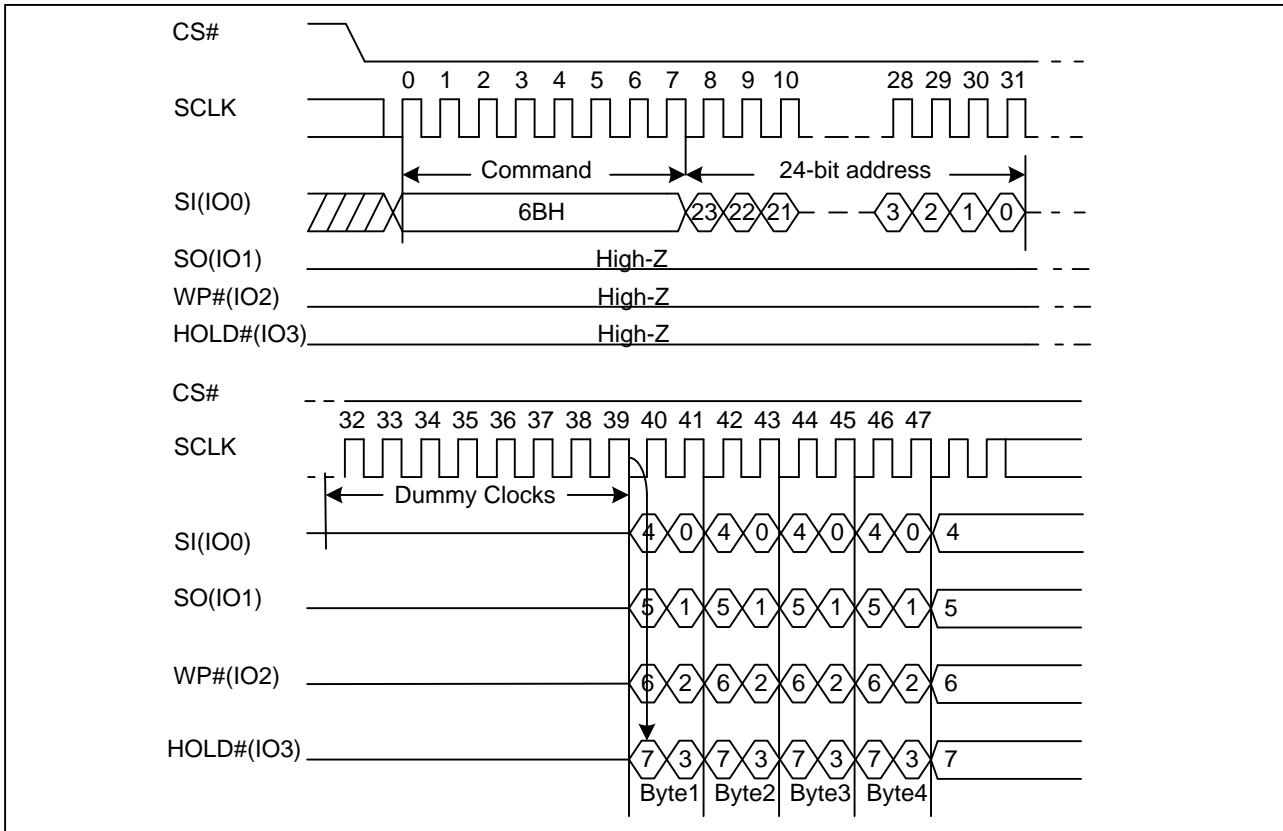 CS#
0 1 2 3 4 5 6 7 8 9 10 28 29 30 31
SCLK
Command 24-bit address
SI(IO0) 6BH 23 22 21 3 2 1 0
SO(IO1) High-Z
WP#(IO2) High-Z
HOLD#(IO3) High-Z
CS#
32 33 34 35 36 37 38 39 40 41 42 43 44 45 46 47
SCLK
Dummy Clocks
SI(IO0) 4 0 4 0 4 0 4 0 4
SO(IO1) 5 1 5 1 5 1 5 1 5
WP#(IO2) 6 2 6 2 6 2 6 2 6
HOLD#(IO3) 7 3 7 3 7 3 7 3 7
Byte1 Byte2 Byte3 Byte4